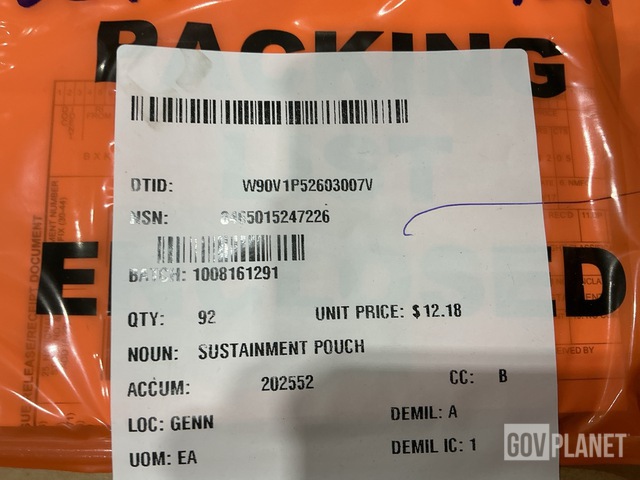 PACKING
DTID: W90V1P52603007V
NSN: 8465015247226
BATCH: 1008161291
QTY: 92 UNIT PRICE: $12.18
NOUN: SUSTAINMENT POUCH
ACCUM: 202552 CC: B
LOC: GENN DEMIL: A
UOM: EA DEMIL IC: 1
GOVPLANET